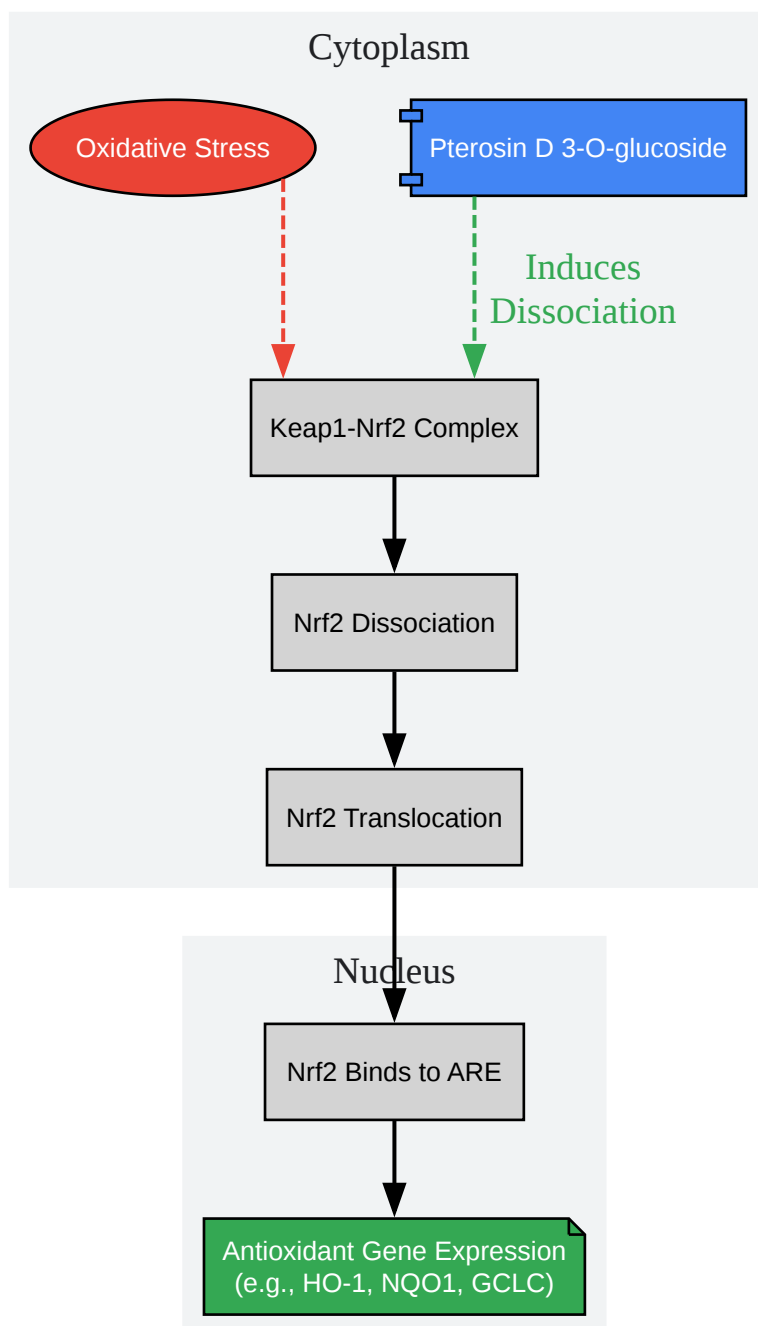 Cytoplasm
Oxidative Stress
Pterosin D 3-O-glucoside
Induces
Dissociation
Keap1-Nrf2 Complex
Nrf2 Dissociation
Nrf2 Translocation
Nucleus
Nrf2 Binds to ARE
Antioxidant Gene Expression
(e.g., HO-1, NQO1, GCLC)